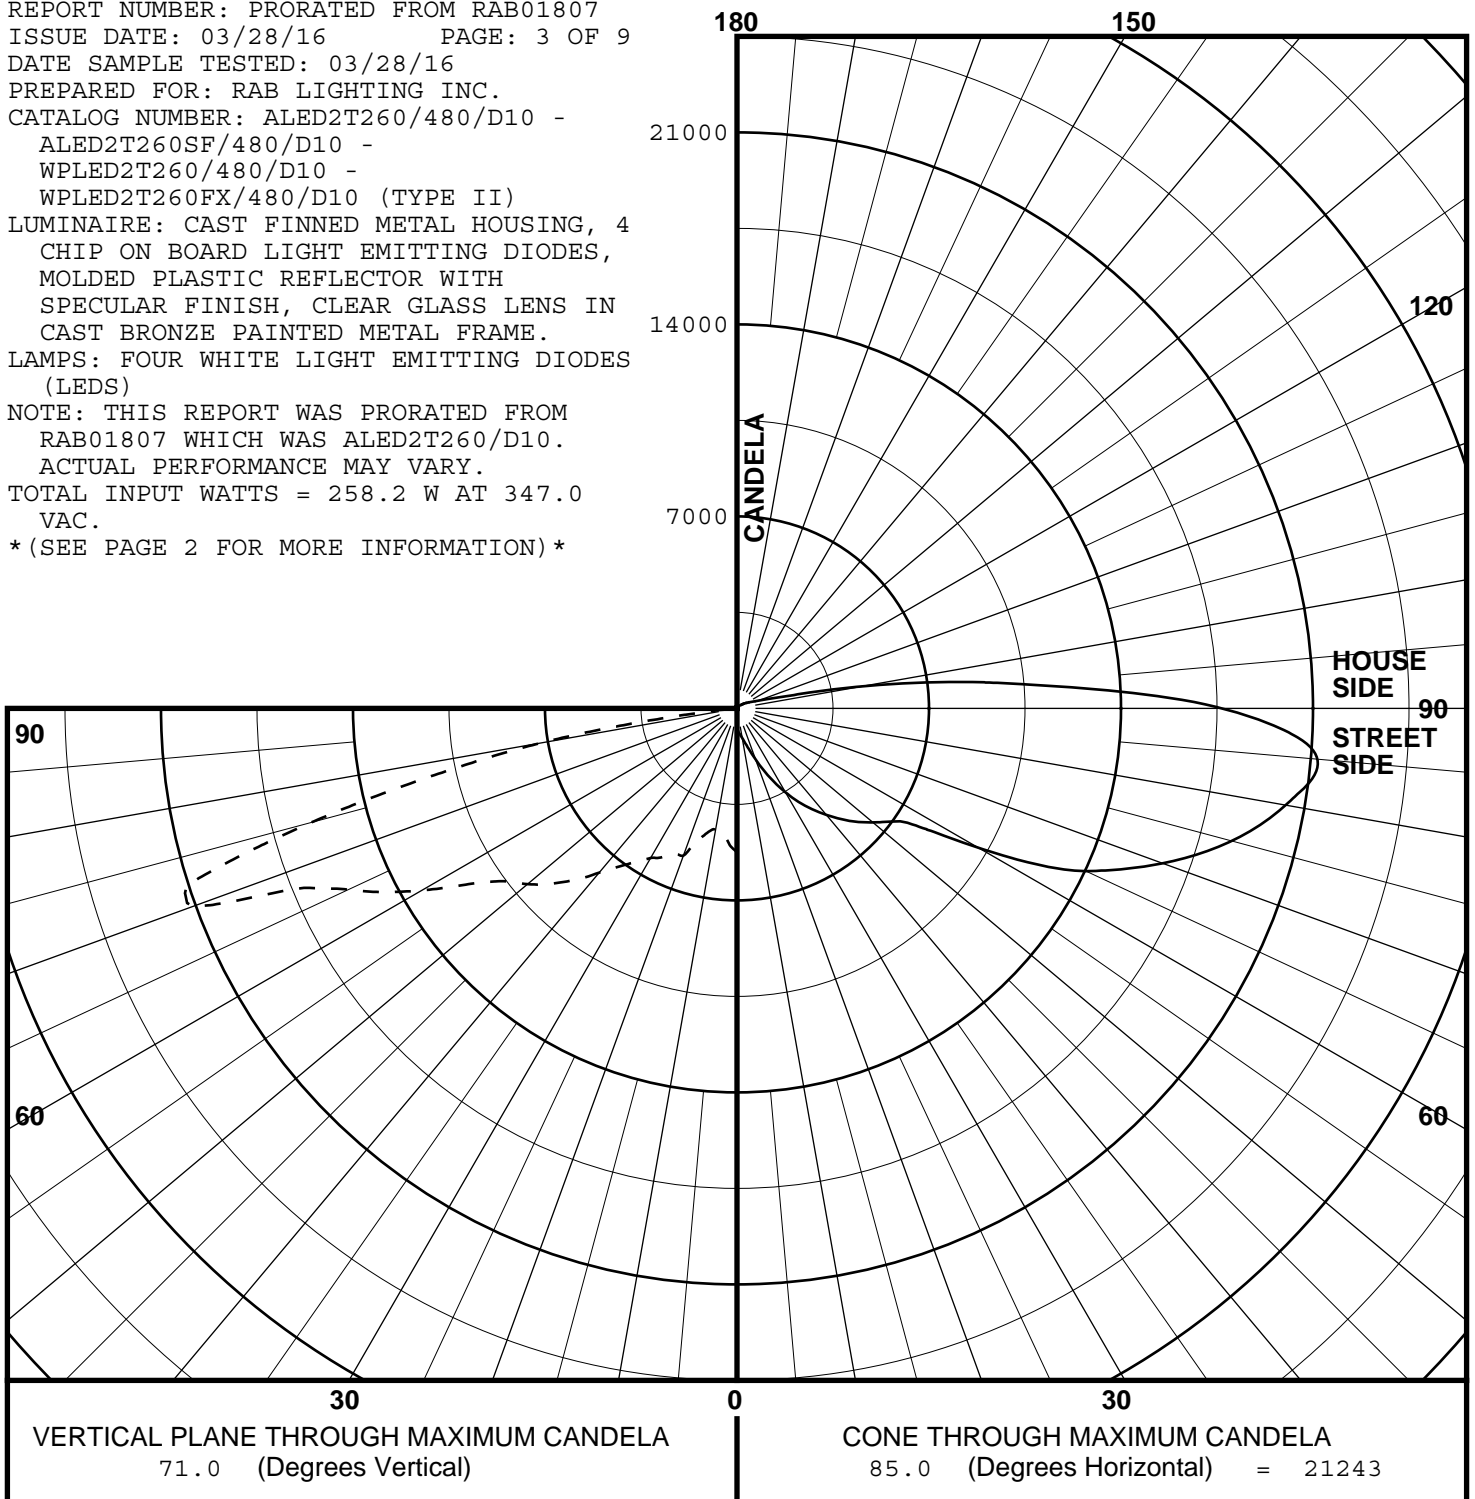 REPORT NUMBER: PRORATED FROM RAB01807
ISSUE DATE: 03/28/16 PAGE: 3 OF 9
DATE SAMPLE TESTED: 03/28/16
PREPARED FOR: RAB LIGHTING INC.
CATALOG NUMBER: ALED2T260/480/D10 -
ALED2T260SF/480/D10 -
WPLED2T260/480/D10 -
WPLED2T260FX/480/D10 (TYPE II)
LUMINAIRE: CAST FINNED METAL HOUSING, 4
CHIP ON BOARD LIGHT EMITTING DIODES,
MOLDED PLASTIC REFLECTOR WITH
SPECULAR FINISH, CLEAR GLASS LENS IN
CAST BRONZE PAINTED METAL FRAME.
LAMPS: FOUR WHITE LIGHT EMITTING DIODES
(LEDS)
NOTE: THIS REPORT WAS PRORATED FROM
RAB01807 WHICH WAS ALED2T260/D10.
ACTUAL PERFORMANCE MAY VARY.
TOTAL INPUT WATTS = 258.2 W AT 347.0
VAC.
*(SEE PAGE 2 FOR MORE INFORMATION)*
180
150
21000
120
14000
CANDELA
7000
HOUSE
SIDE
90
90
STREET
SIDE
60
60
30
0
30
VERTICAL PLANE THROUGH MAXIMUM CANDELA
71.0 (Degrees Vertical)
CONE THROUGH MAXIMUM CANDELA
85.0 (Degrees Horizontal) = 21243